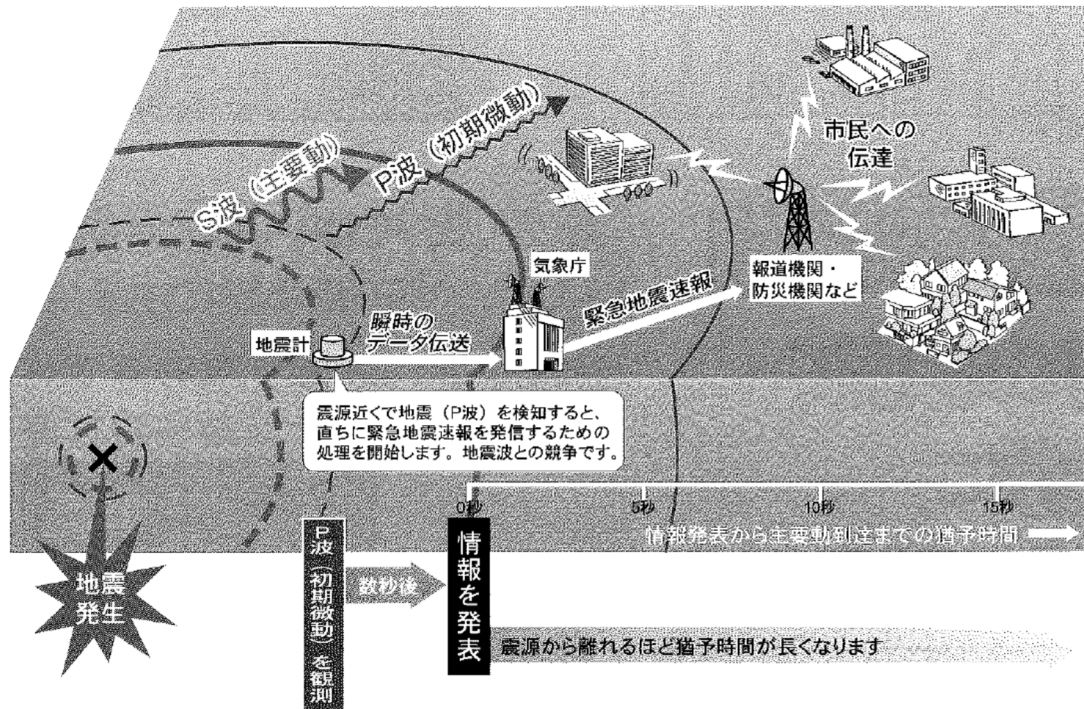 S波（主要動）
P波（初期微動）
市民への
伝達
気象庁
報道機関・
防災機関など
緊急地震速報
地震計
瞬時の
データ伝送
震源近くで地震（P波）を検知すると、
直ちに緊急地震速報を発信するための
処理を開始します。地震波との競争です。
0秒
5秒
10秒
15秒
情報発表から主要動到達までの猶予時間
地震
発生
P波（初期微動）を観測
数秒後
情報を発表
震源から離れるほど猶予時間が長くなります